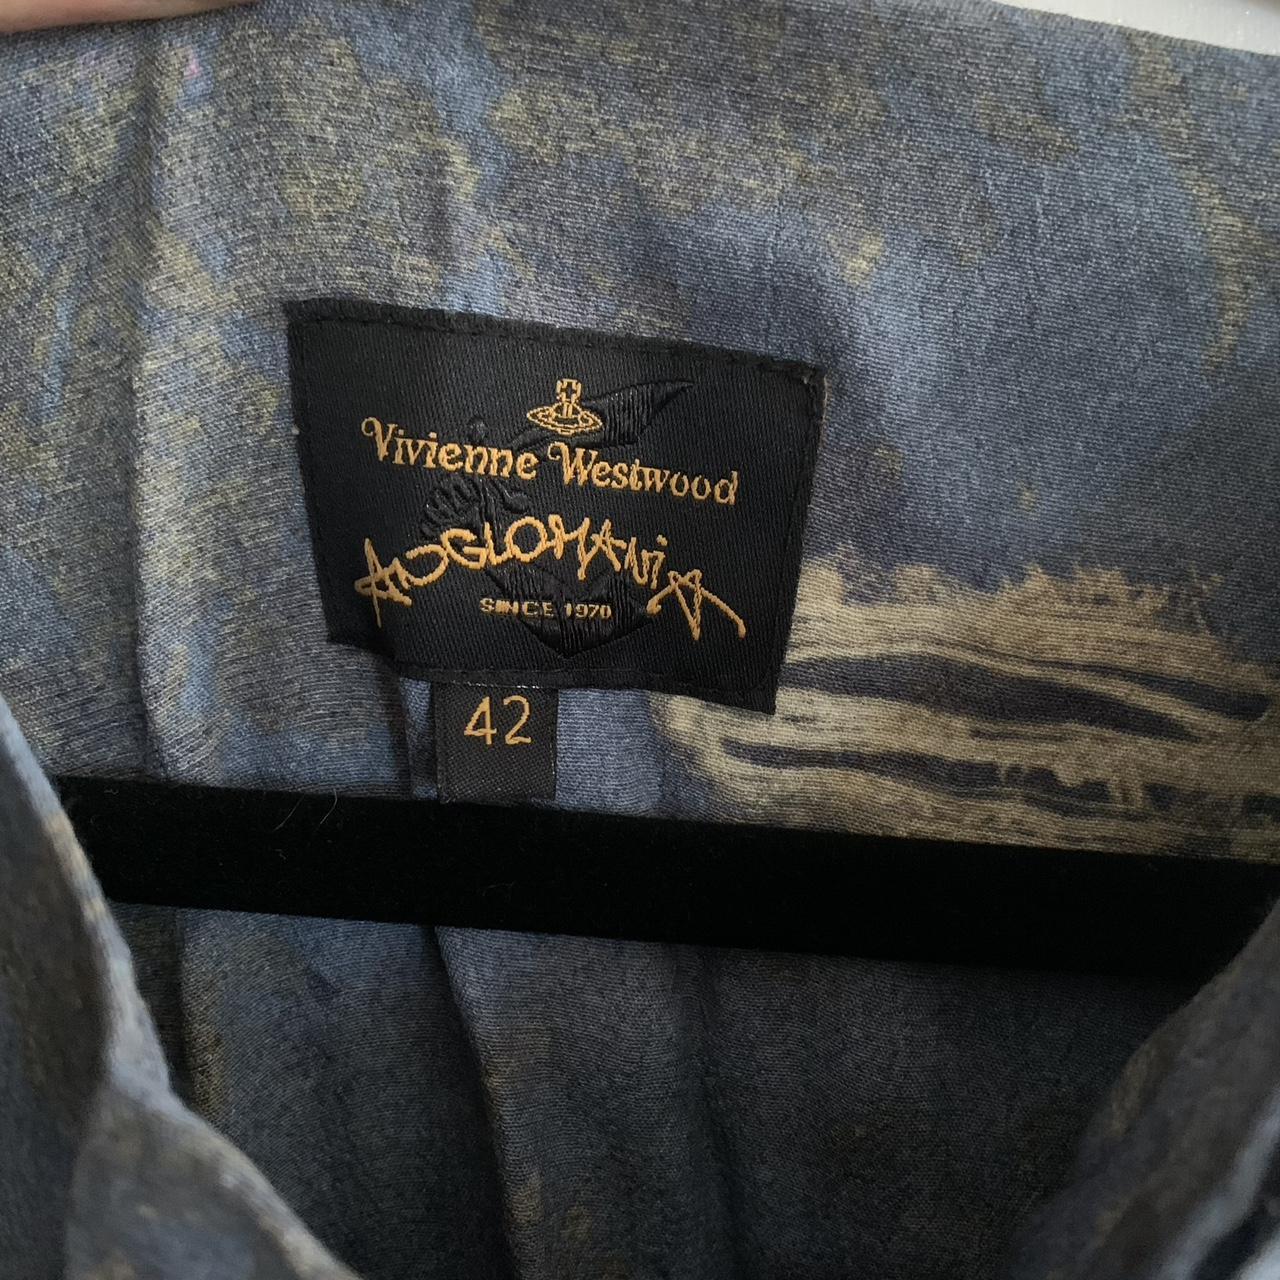 Vivienne Westwood
ANGLOMANiA
SINCE 1970
42